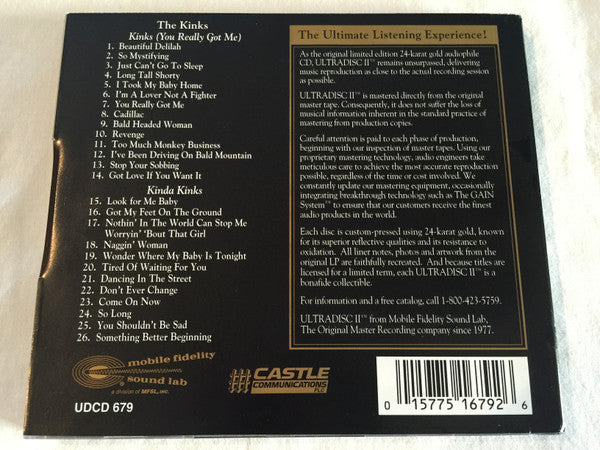 The Kinks
Kinks (You Really Got Me)
1. Beautiful Delilah
2. So Mystifying
3. Just Can't Go To Sleep
4. Long Tall Shorty
5. I Took My Baby Home
6. I'm A Lover Not A Fighter
7. You Really Got Me
8. Cadillac
9. Bald Headed Woman
10. Revenge
11. Too Much Monkey Business
12. I've Been Driving On Bald Mountain
13. Stop Your Sobbing
14. Got Love If You Want It
Kinda Kinks
15. Look for Me Baby
16. Got My Feet On The Ground
17. Nothin' In The World Can Stop Me
Worryin' 'Bout That Girl
18. Naggin' Woman
19. Wonder Where My Baby Is Tonight
20. Tired Of Waiting For You
21. Dancing In The Street
22. Don't Ever Change
23. Come On Now
24. So Long
25. You Shouldn't Be Sad
26. Something Better Beginning
mobile fidelity
sound lab
a division of MFSL, INC.
UDCD 679
CASTLE
COMMUNICATIONS
PLC
The Ultimate Listening Experience!
As the original limited edition 24-karat gold audiophile
CD, ULTRADISC II™ remains unsurpassed, delivering
music reproduction as close to the actual recording session
as possible.
ULTRADISC II™ is mastered directly from the original
master tape. Consequently, it does not suffer the loss of
musical information inherent in the standard practice of
mastering from production copies.
Careful attention is paid to each phase of production,
beginning with our inspection of master tapes. Using our
proprietary mastering technology, audio engineers take
meticulous care to achieve the most accurate reproduction
possible, regardless of the time or cost involved. We
constantly update our mastering equipment, occasionally
integrating breakthrough technology such as The GAIN
System™ to ensure that our customers receive the finest
audio products in the world.
Each disc is custom-pressed using 24-karat gold, known
for its superior reflective qualities and its resistance to
oxidation. All liner notes, photos and artwork from the
original LP are faithfully recreated. And because titles are
licensed for a limited term, each ULTRADISC II™ is a
bonafide collectible.
For information and a free catalog, call 1-800-423-5759.
ULTRADISC II™ from Mobile Fidelity Sound Lab,
The Original Master Recording company since 1977.
0 15775 16792 6